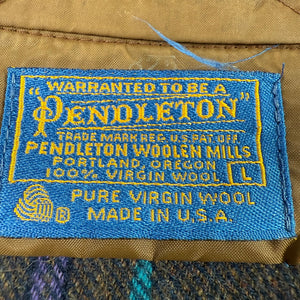 WARRANTED TO BE A
"PENDLETON"
TRADE MARK REG. U.S. PAT. OFF.
PENDLETON WOOLEN MILLS
PORTLAND, OREGON
100% VIRGIN WOOL
L
®
PURE VIRGIN WOOL
MADE IN U.S.A.